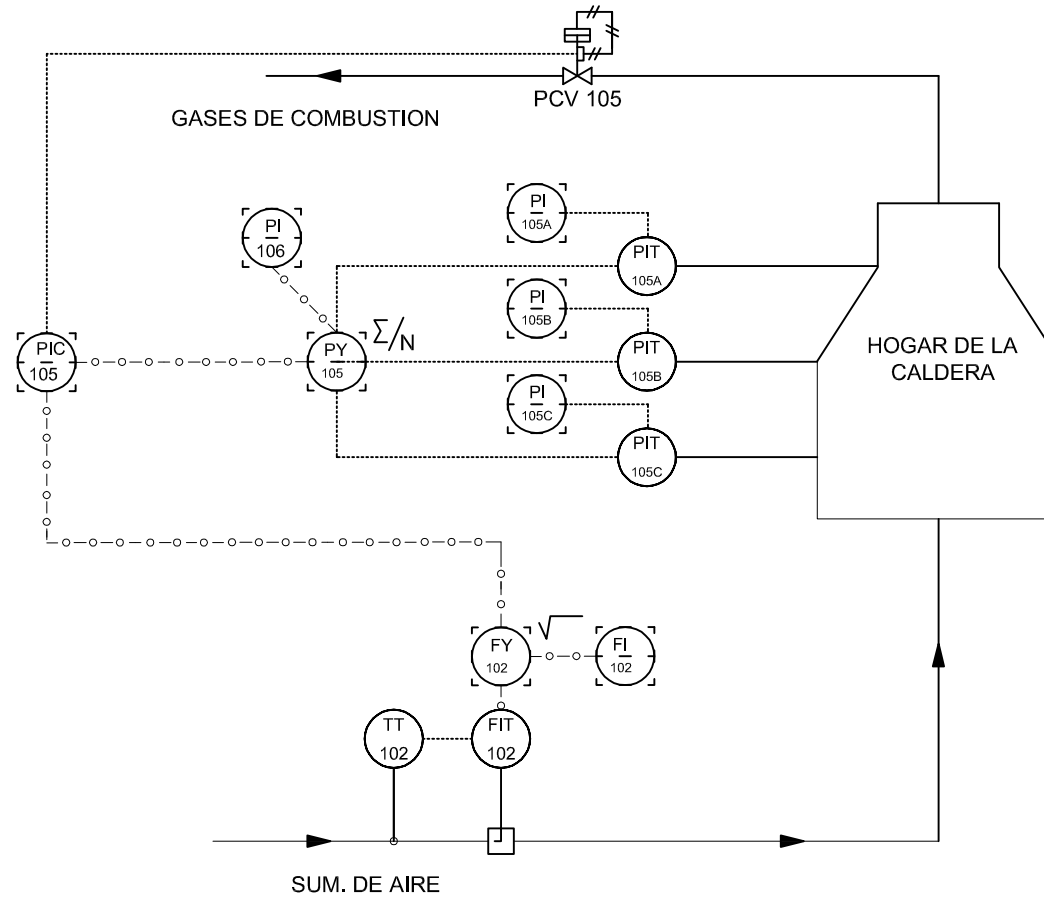 PCV 105
GASES DE COMBUSTION
PI
105A
PI
106
PIT
105A
PI
105B
Σ/N
PIC
105
PY
105
PIT
105B
HOGAR DE LA
CALDERA
PI
105C
PIT
105C
√
FY
102
FI
102
TT
102
FIT
102
SUM. DE AIRE